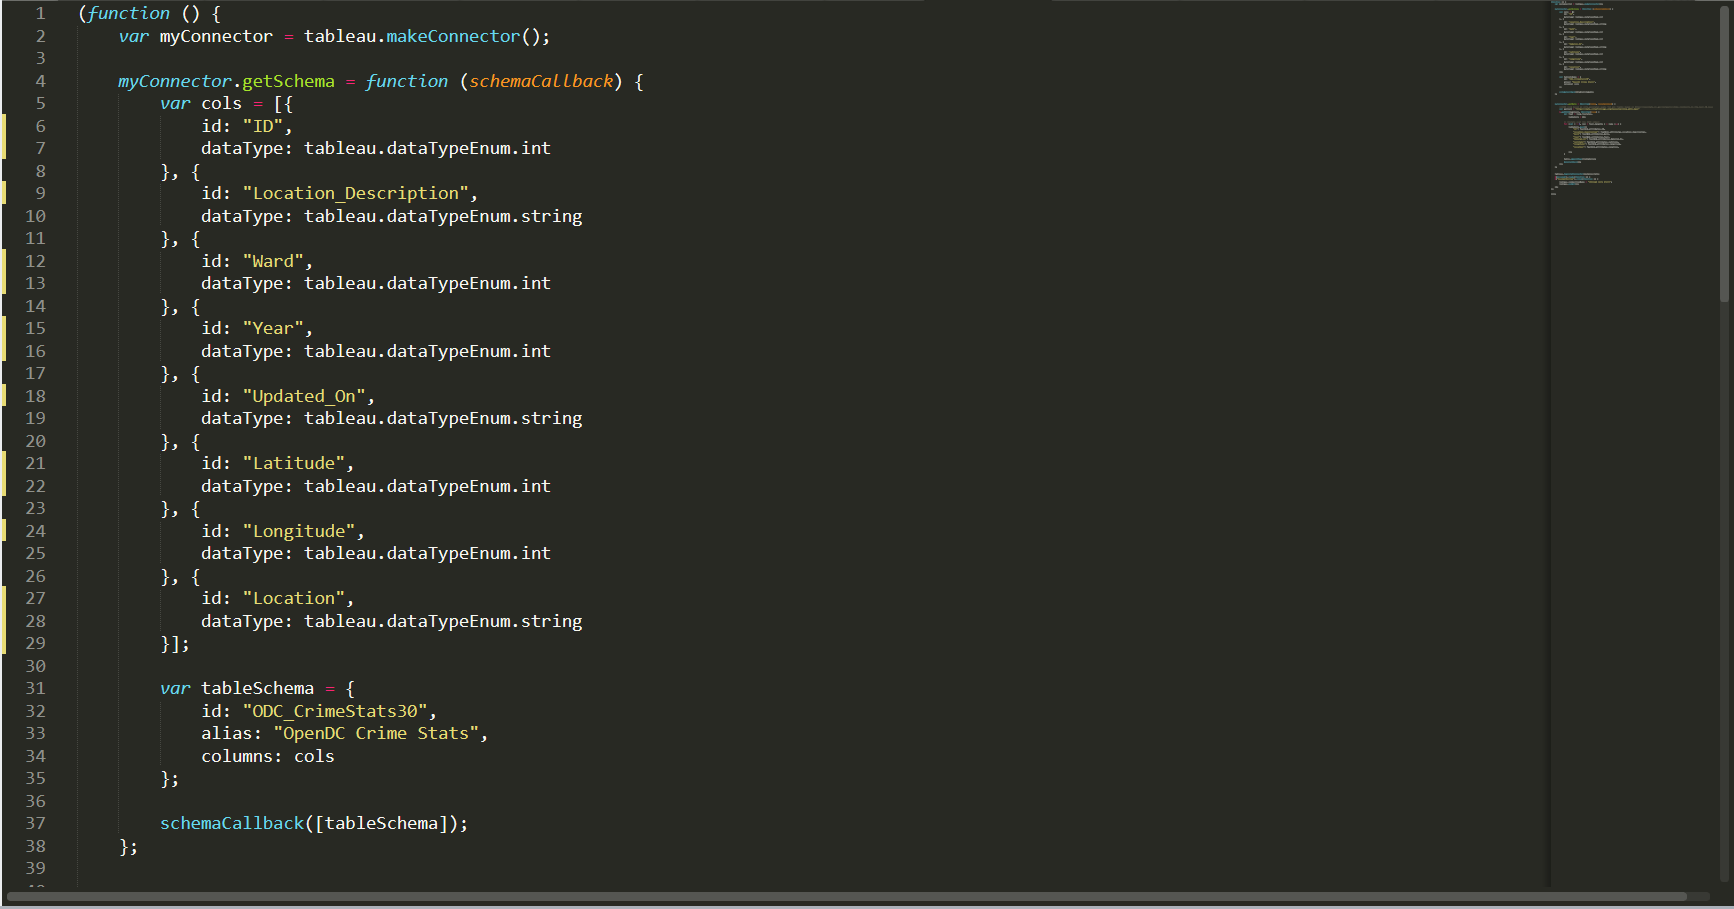 1 (function () {
2 var myConnector = tableau.makeConnector();
3
4 myConnector.getSchema = function (schemaCallback) {
5 var cols = [{
6 id: "ID",
7 dataType: tableau.dataTypeEnum.int
8 }, {
9 id: "Location_Description",
10 dataType: tableau.dataTypeEnum.string
11 }, {
12 id: "Ward",
13 dataType: tableau.dataTypeEnum.int
14 }, {
15 id: "Year",
16 dataType: tableau.dataTypeEnum.int
17 }, {
18 id: "Updated_On",
19 dataType: tableau.dataTypeEnum.string
20 }, {
21 id: "Latitude",
22 dataType: tableau.dataTypeEnum.int
23 }, {
24 id: "Longitude",
25 dataType: tableau.dataTypeEnum.int
26 }, {
27 id: "Location",
28 dataType: tableau.dataTypeEnum.string
29 }];
30
31 var tableSchema = {
32 id: "ODC_CrimeStats30",
33 alias: "OpenDC Crime Stats",
34 columns: cols
35 };
36
37 schemaCallback([tableSchema]);
38 };
39